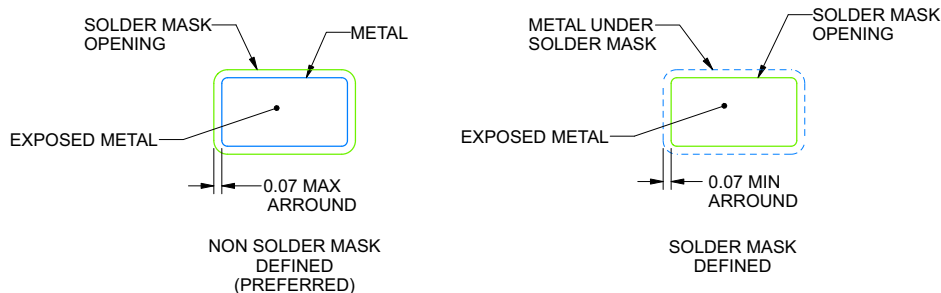 SOLDER MASK
OPENING
METAL
EXPOSED METAL
0.07 MAX
ARROUND
NON SOLDER MASK
DEFINED
(PREFERRED)
METAL UNDER
SOLDER MASK
SOLDER MASK
OPENING
EXPOSED METAL
0.07 MIN
ARROUND
SOLDER MASK
DEFINED